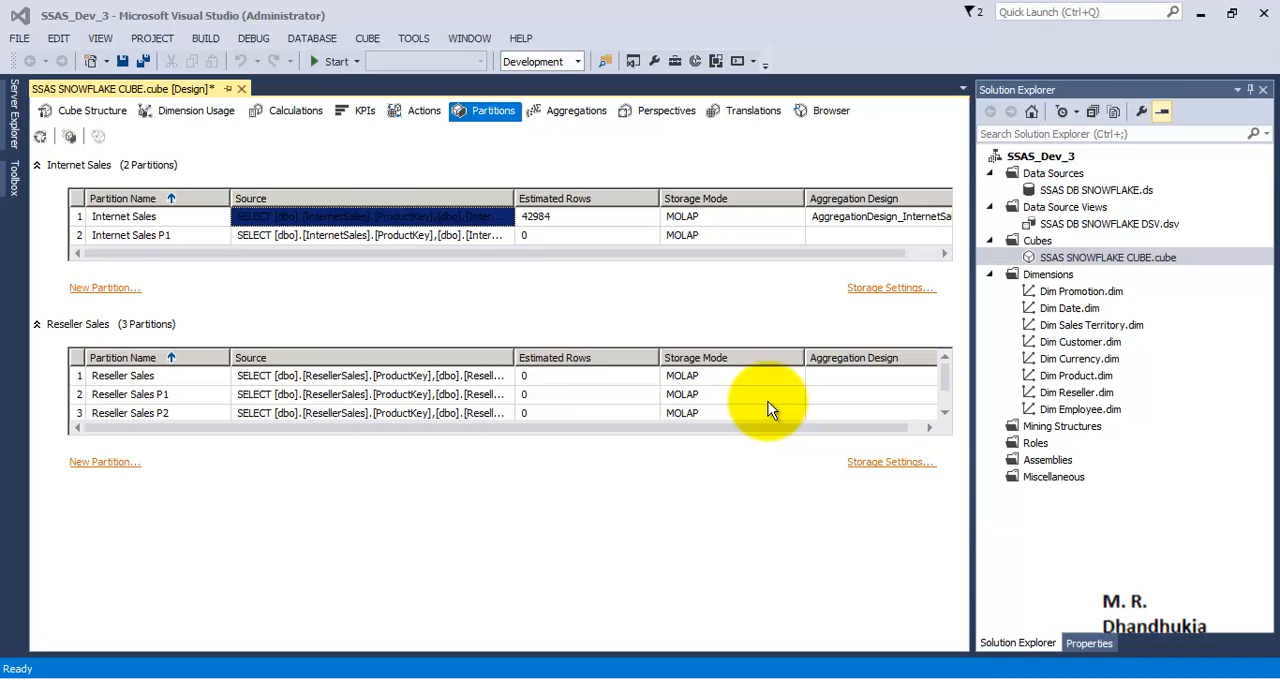 SSAS_Dev_3 - Microsoft Visual Studio (Administrator)
2
Quick Launch (Ctrl+Q)
FILE EDIT VIEW PROJECT BUILD DEBUG DATABASE CUBE TOOLS WINDOW HELP
Start Development
Server Explorer
Toolbox
SSAS SNOWFLAKE CUBE.cube [Design]*
Cube Structure Dimension Usage Calculations KPIs Actions Partitions Aggregations Perspectives Translations Browser
Internet Sales (2 Partitions)
Partition Name Source Estimated Rows Storage Mode Aggregation Design
1 Internet Sales SELECT [dbo].[InternetSales].[ProductKey],[dbo].[Inter... 42984 MOLAP AggregationDesign_InternetSa
2 Internet Sales P1 SELECT [dbo].[InternetSales].[ProductKey],[dbo].[Inter... 0 MOLAP
New Partition... Storage Settings...
Reseller Sales (3 Partitions)
Partition Name Source Estimated Rows Storage Mode Aggregation Design
1 Reseller Sales SELECT [dbo].[ResellerSales].[ProductKey],[dbo].[Resell... 0 MOLAP
2 Reseller Sales P1 SELECT [dbo].[ResellerSales].[ProductKey],[dbo].[Resell... 0 MOLAP
3 Reseller Sales P2 SELECT [dbo].[ResellerSales].[ProductKey],[dbo].[Resell... 0 MOLAP
New Partition... Storage Settings...
Solution Explorer
Search Solution Explorer (Ctrl+;)
SSAS_Dev_3
Data Sources
SSAS DB SNOWFLAKE.ds
Data Source Views
SSAS DB SNOWFLAKE DSV.dsv
Cubes
SSAS SNOWFLAKE CUBE.cube
Dimensions
Dim Promotion.dim
Dim Date.dim
Dim Sales Territory.dim
Dim Customer.dim
Dim Currency.dim
Dim Product.dim
Dim Reseller.dim
Dim Employee.dim
Mining Structures
Roles
Assemblies
Miscellaneous
M. R.
Dhandhukia
Solution Explorer Properties
Ready